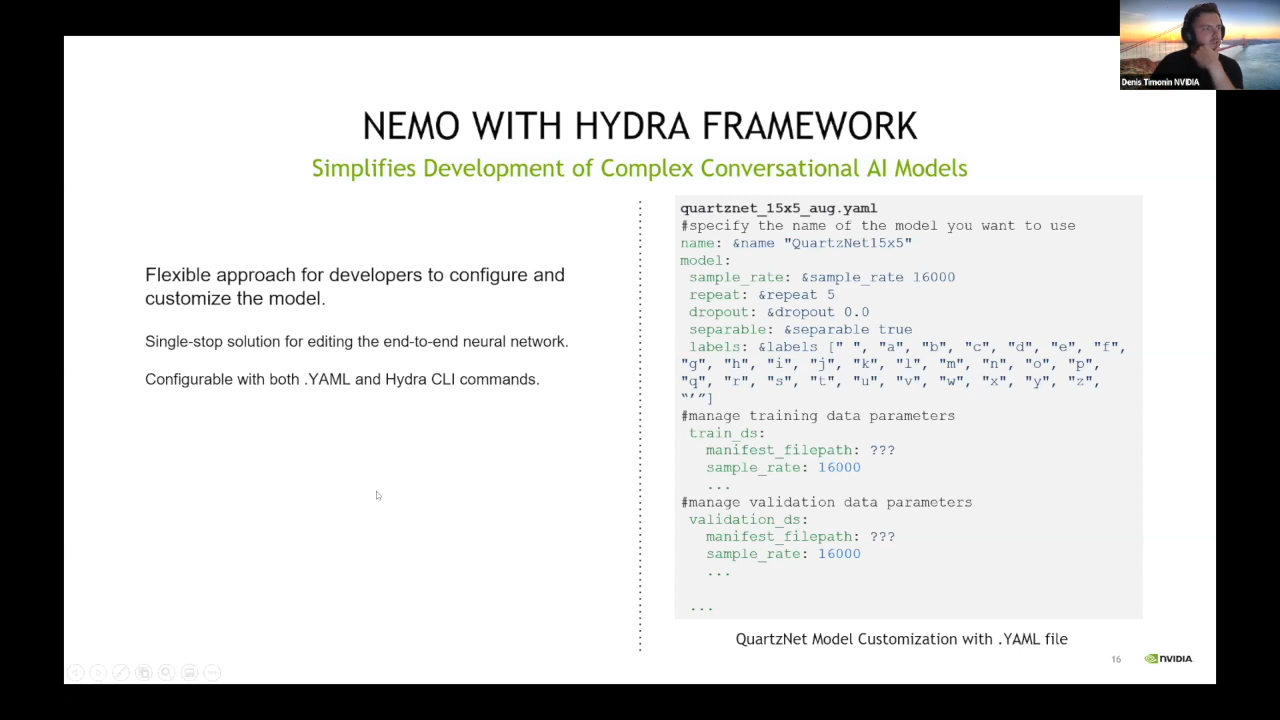 Denis Timonin NVIDIA
NEMO WITH HYDRA FRAMEWORK
Simplifies Development of Complex Conversational AI Models
Flexible approach for developers to configure and
customize the model.
Single-stop solution for editing the end-to-end neural network.
Configurable with both .YAML and Hydra CLI commands.
quartznet_15x5_aug.yaml
#specify the name of the model you want to use
name: &name "QuartzNet15x5"
model:
sample_rate: &sample_rate 16000
repeat: &repeat 5
dropout: &dropout 0.0
separable: &separable true
labels: &labels [" ", "a", "b", "c", "d", "e", "f",
"g", "h", "i", "j", "k", "l", "m", "n", "o", "p",
"q", "r", "s", "t", "u", "v", "w", "x", "y", "z",
“’”]
#manage training data parameters
train_ds:
manifest_filepath: ???
sample_rate: 16000
...
#manage validation data parameters
validation_ds:
manifest_filepath: ???
sample_rate: 16000
...
...
QuartzNet Model Customization with .YAML file
16
NVIDIA